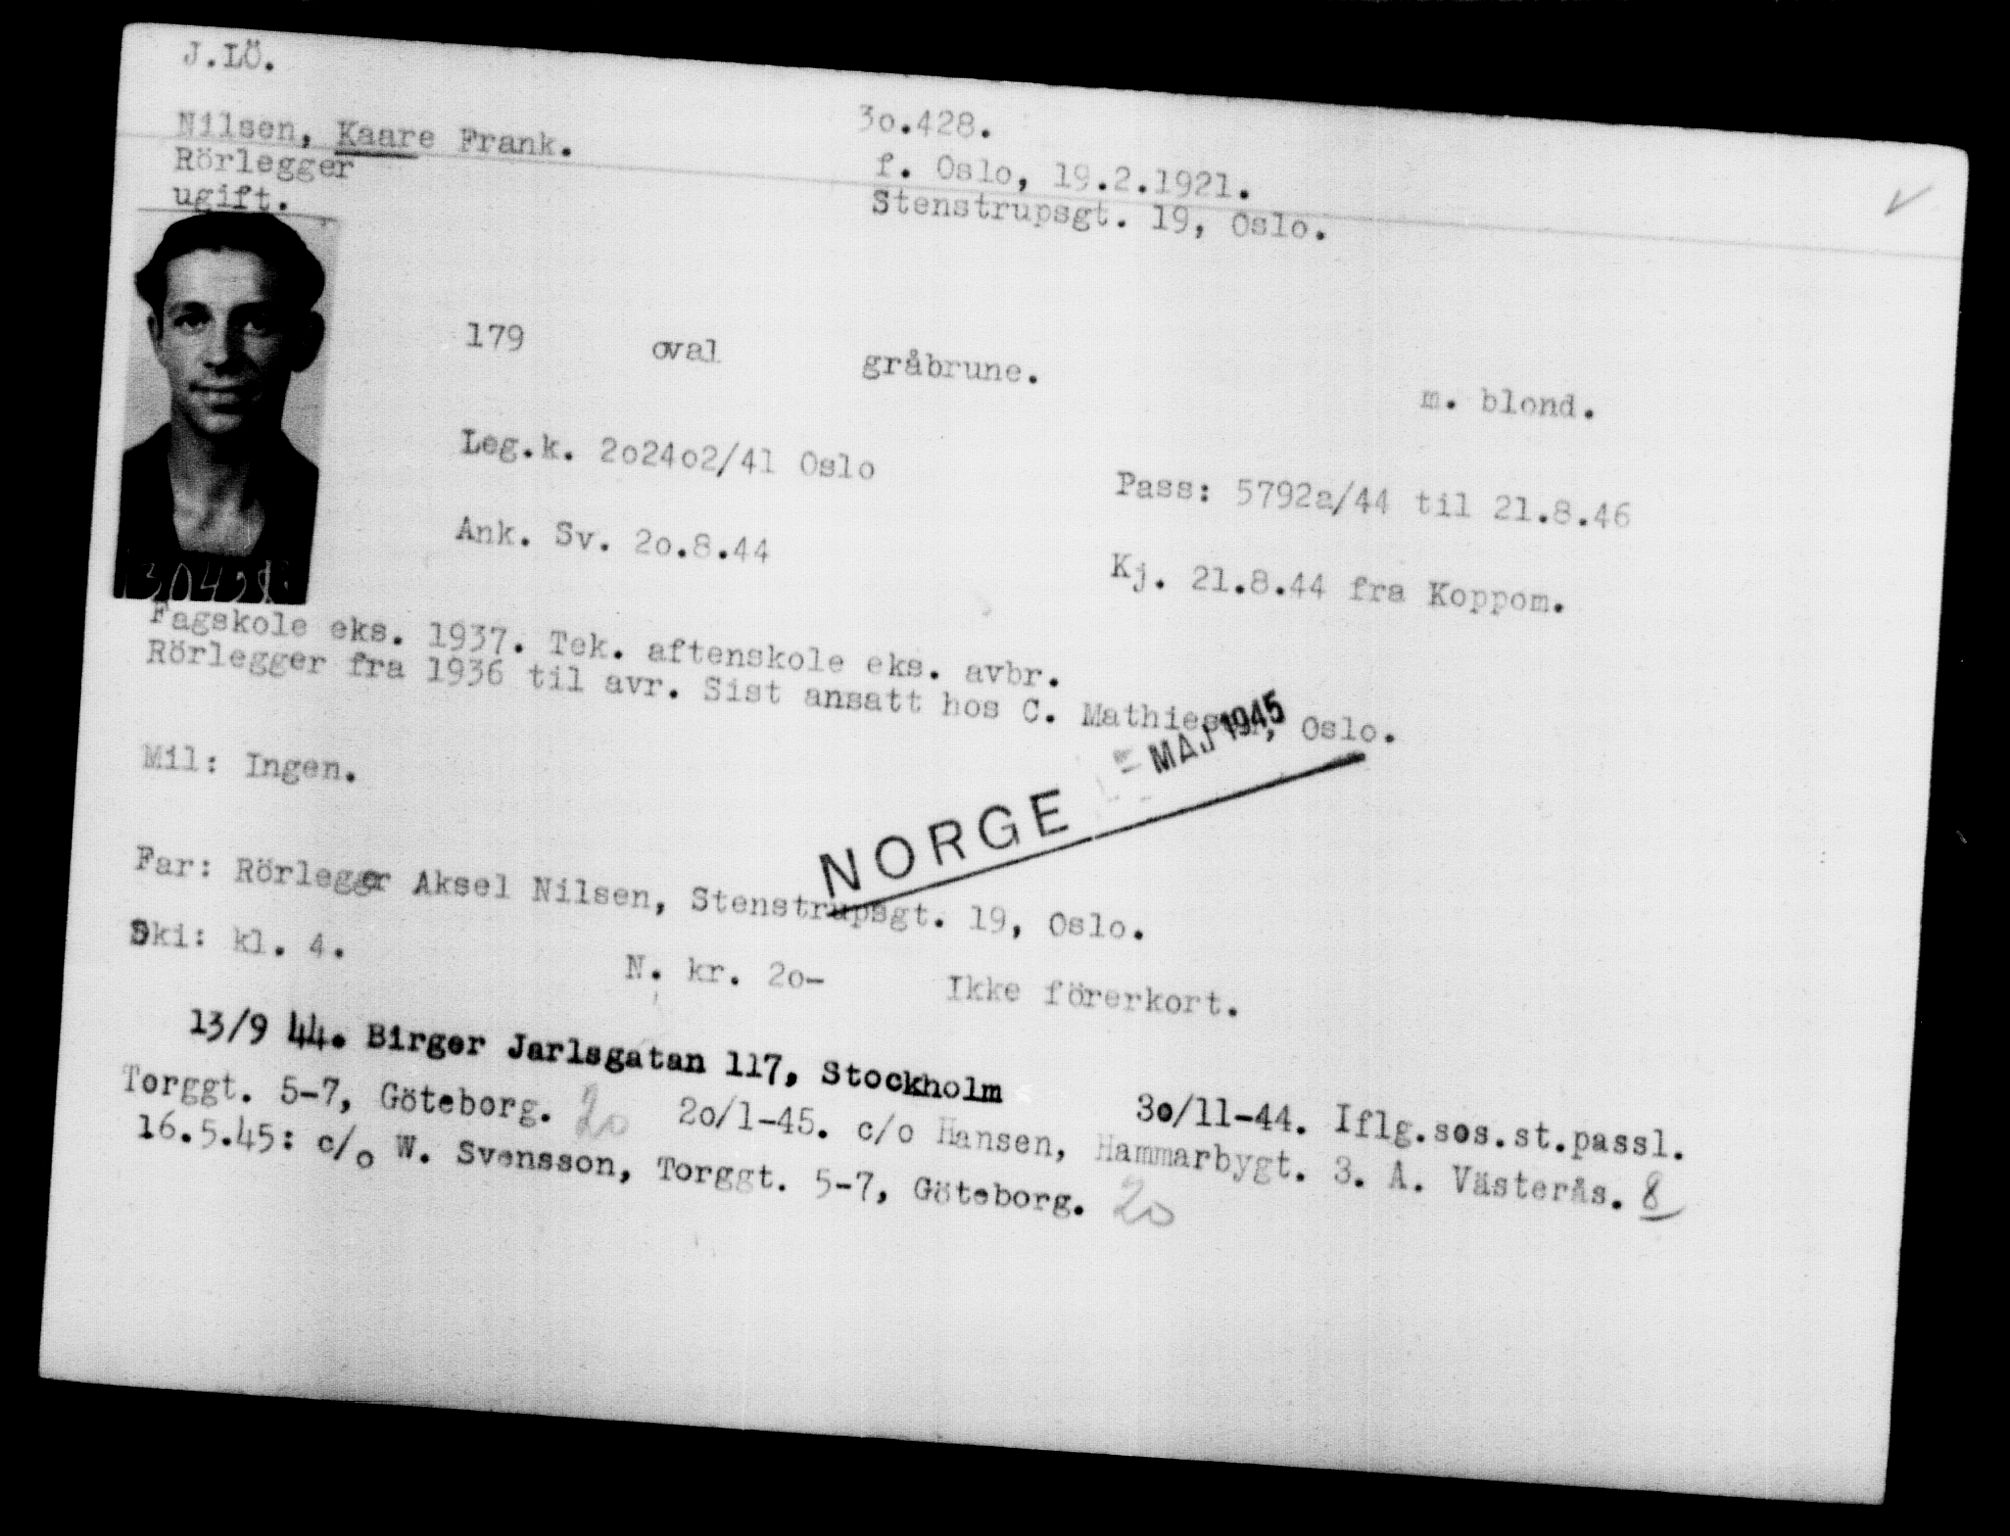 J.LÖ.
Nilsen, Kaare Frank. 3o.428.
Rörlegger f. Oslo, 19.2.1921.
ugift. Stenstrupsgt. 19, Oslo.
179 oval gråbrune. m. blond.
Leg.k. 2o24o2/41 Oslo Pass: 5792a/44 til 21.8.46
Ank. Sv. 2o.8.44 Kj. 21.8.44 fra Koppom.
30428
Fagskole eks. 1937. Tek. aftenskole eks. avbr.
Rörlegger fra 1936 til avr. Sist ansatt hos C. Mathiesen, Oslo.
MAJ 1945
Mil: Ingen.
NORGE
Far: Rörlegger Aksel Nilsen, Stenstrupsgt. 19, Oslo.
Ski: kl. 4. N. kr. 2o- Ikke förerkort.
13/9 44. Birger Jarlsgatan 117, Stockholm 3o/11-44. Iflg.sos.st.passl.
Torggt. 5-7, Göteborg. 20 2o/1-45. c/o Hansen, Hammarbygt. 3. A. Västerås. 8
16.5.45: c/o W. Svensson, Torggt. 5-7, Göteborg. 20